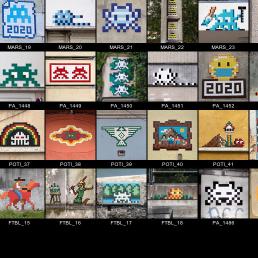 2020
MARS_19 MARS_20 MARS_21 MARS_22 MARS_23
2020
PA_1448 PA_1449 PA_1450 PA_1451 PA_1452
POTI_37 POTI_38 POTI_39 POTI_40 POTI_41
FTBL_15 FTBL_16 FTBL_17 FTBL_18 PA_1486